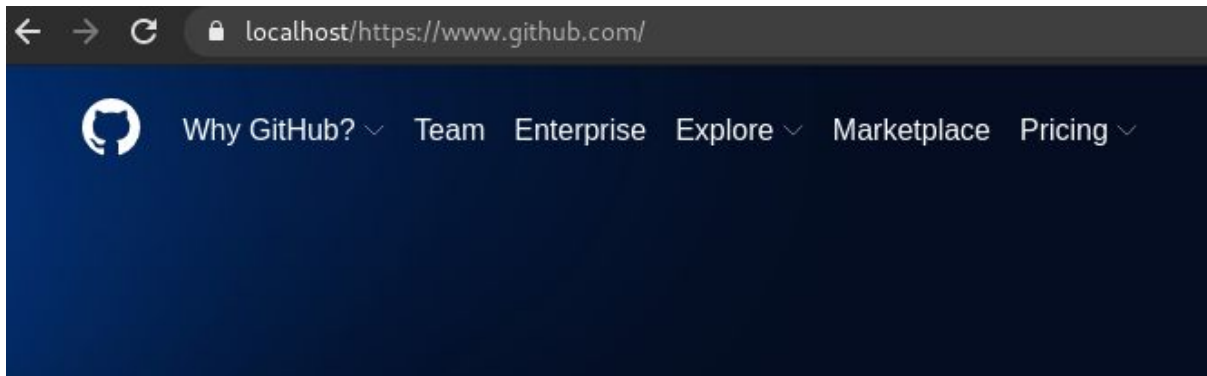 localhost/https://www.github.com/
Why GitHub? Team Enterprise Explore Marketplace Pricing